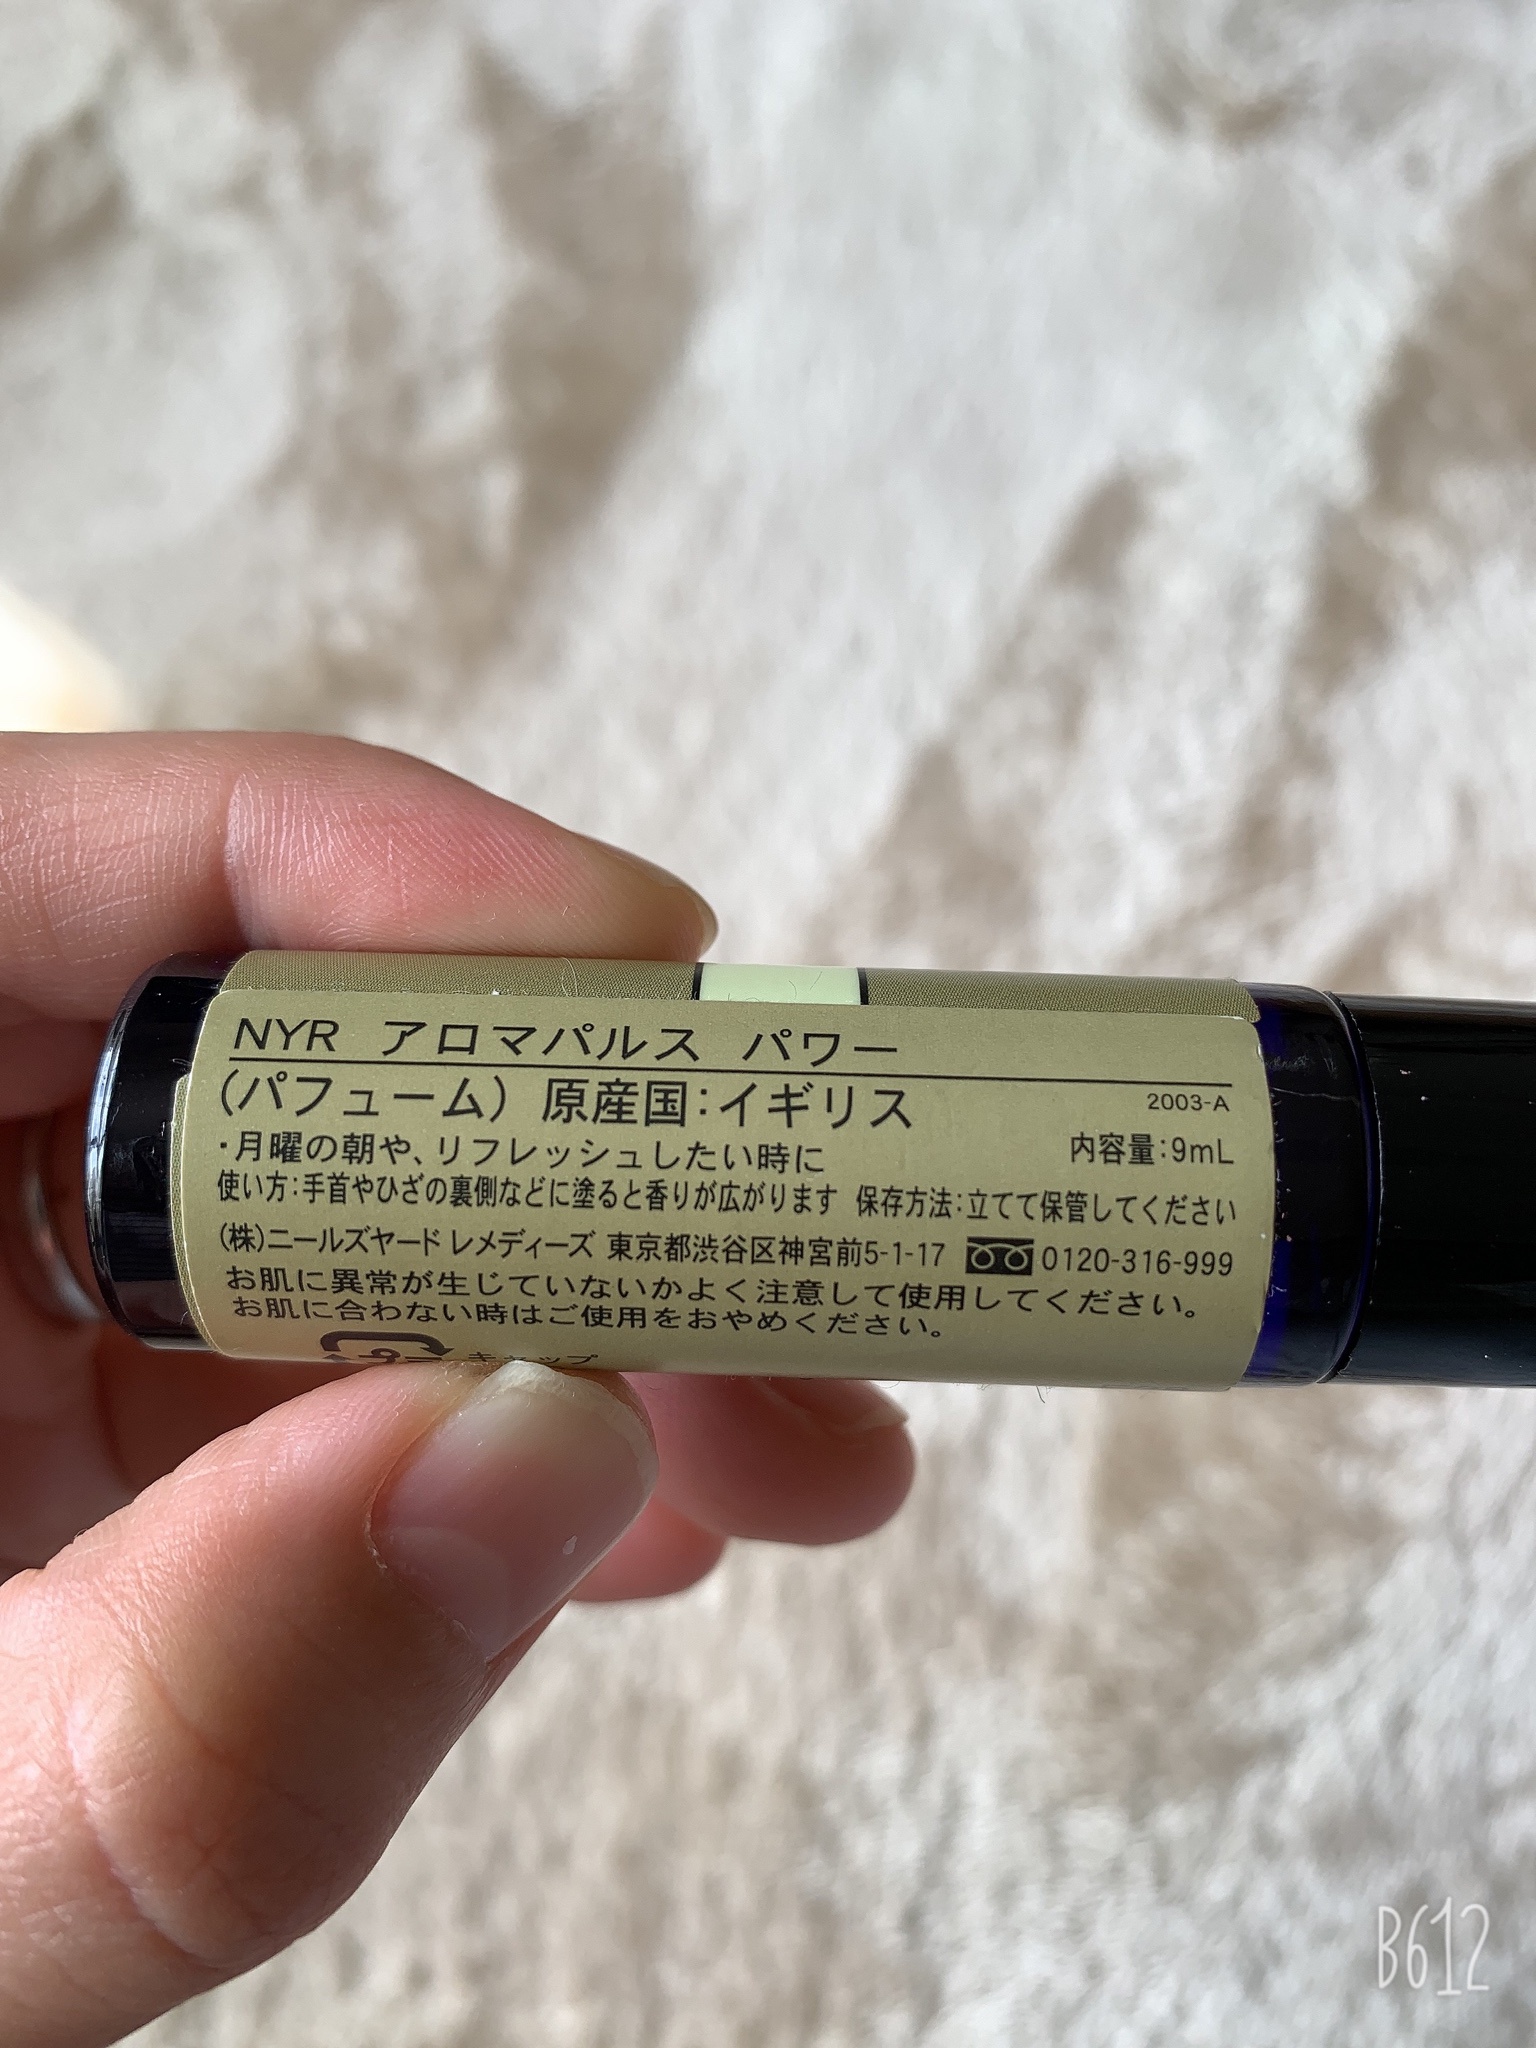 NYR アロマパルス パワー
(パフューム) 原産国:イギリス 2003-A
・月曜の朝や、リフレッシュしたい時に 内容量:9mL
使い方:手首やひざの裏側などに塗ると香りが広がります 保存方法:立てて保管してください
(株)ニールズヤード レメディーズ 東京都渋谷区神宮前5-1-17 0120-316-999
お肌に異常が生じていないかよく注意して使用してください。
お肌に合わない時はご使用をおやめください。
キャップ
B612